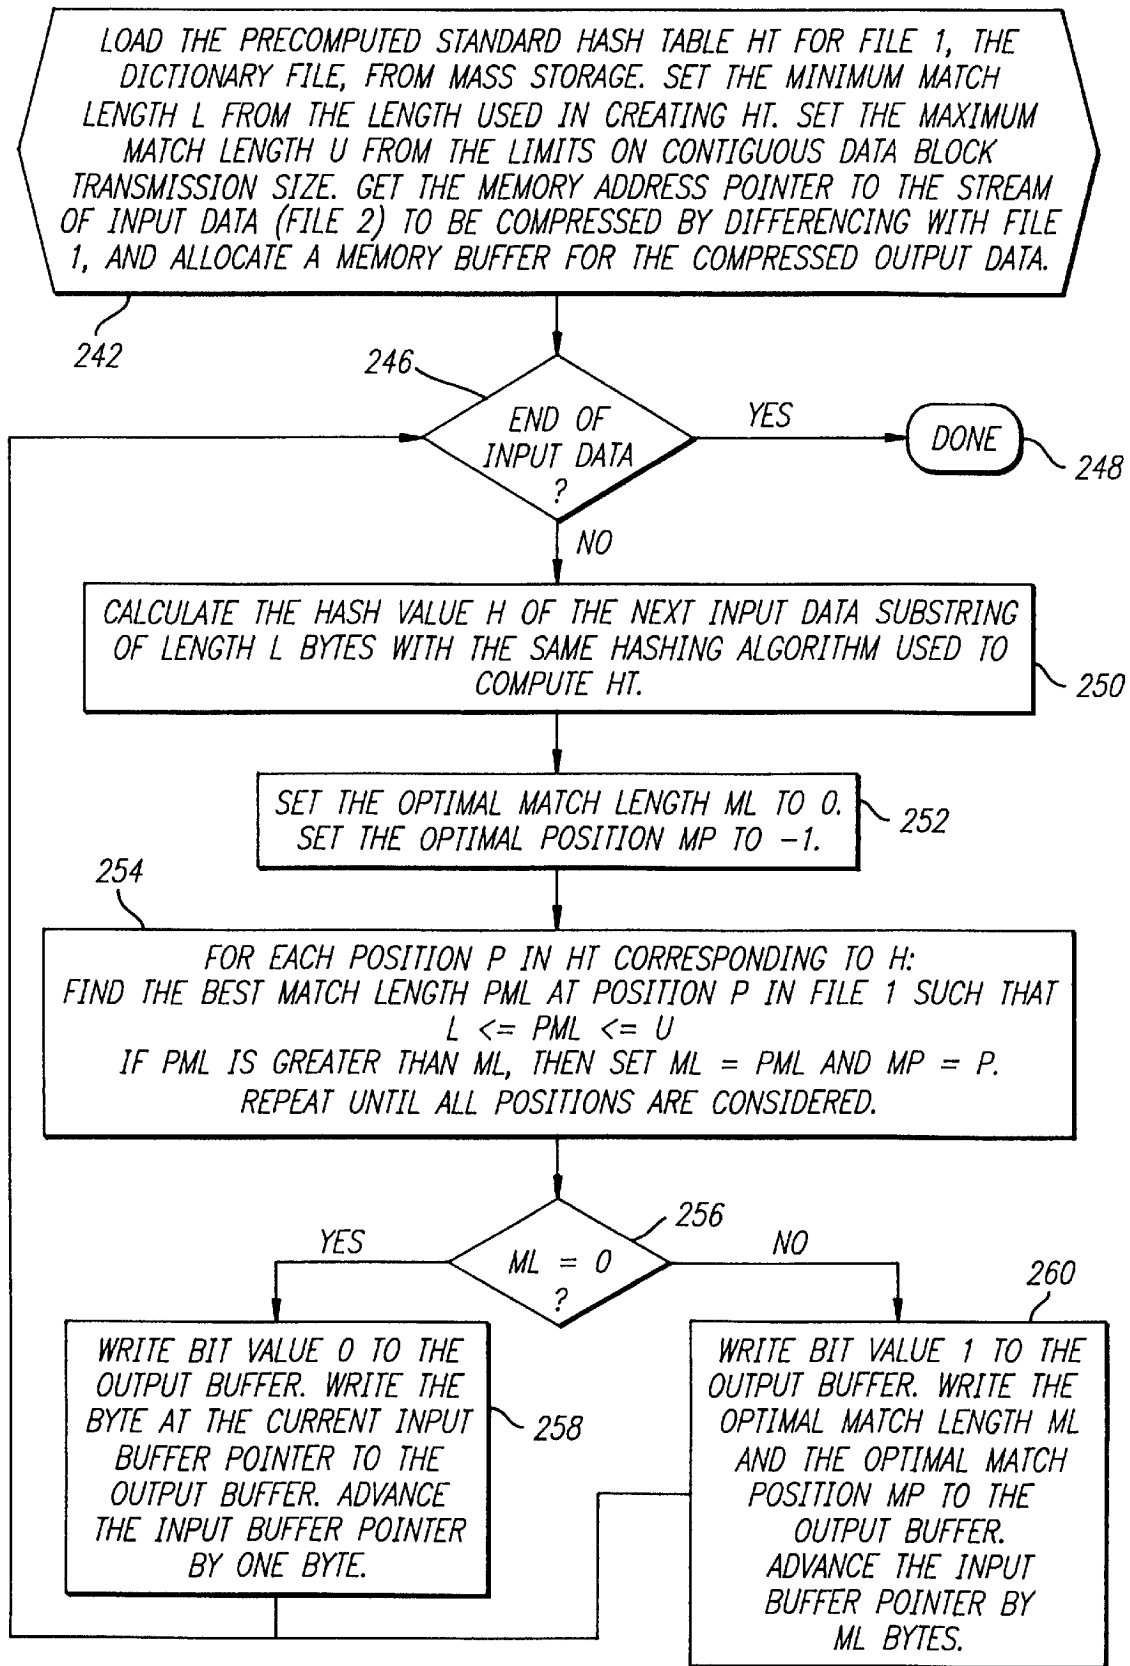 LOAD THE PRECOMPUTED STANDARD HASH TABLE HT FOR FILE 1, THE
DICTIONARY FILE, FROM MASS STORAGE. SET THE MINIMUM MATCH
LENGTH L FROM THE LENGTH USED IN CREATING HT. SET THE MAXIMUM
MATCH LENGTH U FROM THE LIMITS ON CONTIGUOUS DATA BLOCK
TRANSMISSION SIZE. GET THE MEMORY ADDRESS POINTER TO THE STREAM
OF INPUT DATA (FILE 2) TO BE COMPRESSED BY DIFFERENCING WITH FILE
1, AND ALLOCATE A MEMORY BUFFER FOR THE COMPRESSED OUTPUT DATA.
242
246
END OF
INPUT DATA
?
YES
DONE
248
NO
CALCULATE THE HASH VALUE H OF THE NEXT INPUT DATA SUBSTRING
OF LENGTH L BYTES WITH THE SAME HASHING ALGORITHM USED TO
COMPUTE HT.
250
SET THE OPTIMAL MATCH LENGTH ML TO 0.
SET THE OPTIMAL POSITION MP TO -1.
252
254
FOR EACH POSITION P IN HT CORRESPONDING TO H:
FIND THE BEST MATCH LENGTH PML AT POSITION P IN FILE 1 SUCH THAT
L <= PML <= U
IF PML IS GREATER THAN ML, THEN SET ML = PML AND MP = P.
REPEAT UNTIL ALL POSITIONS ARE CONSIDERED.
256
YES
ML = 0
?
NO
WRITE BIT VALUE 0 TO THE
OUTPUT BUFFER. WRITE THE
BYTE AT THE CURRENT INPUT
BUFFER POINTER TO THE
OUTPUT BUFFER. ADVANCE
THE INPUT BUFFER POINTER
BY ONE BYTE.
258
260
WRITE BIT VALUE 1 TO THE
OUTPUT BUFFER. WRITE THE
OPTIMAL MATCH LENGTH ML
AND THE OPTIMAL MATCH
POSITION MP TO THE
OUTPUT BUFFER.
ADVANCE THE INPUT
BUFFER POINTER BY
ML BYTES.